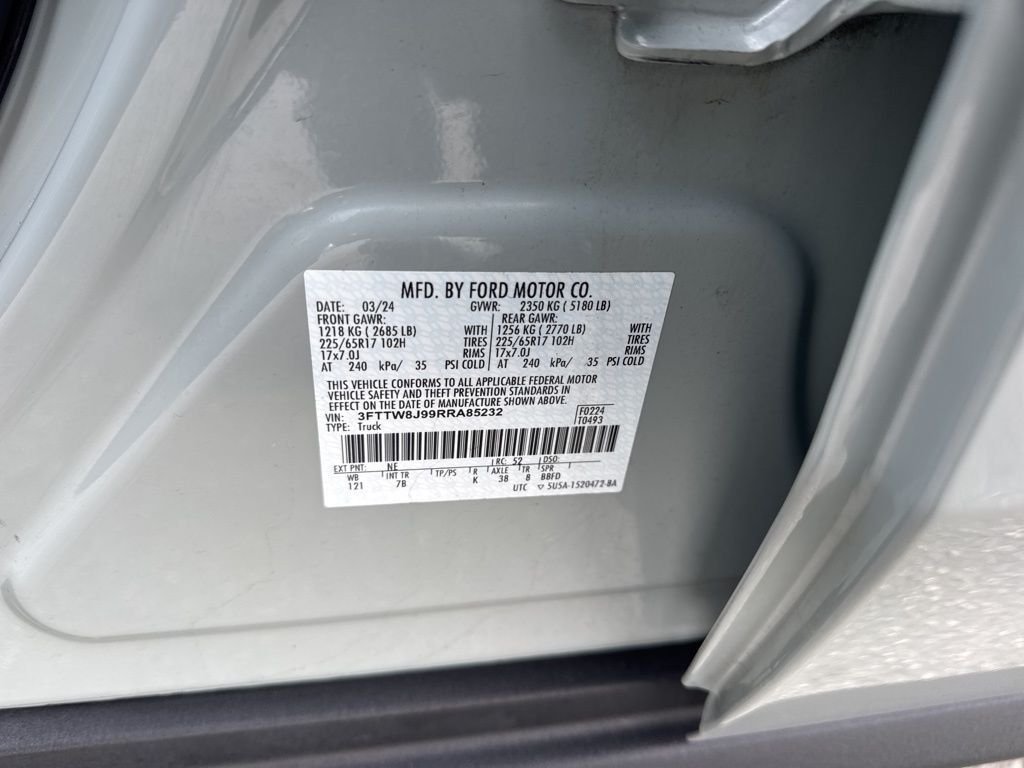 MFD. BY FORD MOTOR CO.
DATE: 03/24 GVWR: 2350 KG ( 5180 LB)
FRONT GAWR: REAR GAWR:
1218 KG ( 2685 LB) WITH 1256 KG ( 2770 LB) WITH
225/65R17 102H TIRES 225/65R17 102H TIRES
17x7.0J RIMS 17x7.0J RIMS
AT 240 kPa/ 35 PSI COLD AT 240 kPa/ 35 PSI COLD
THIS VEHICLE CONFORMS TO ALL APPLICABLE FEDERAL MOTOR
VEHICLE SAFETY AND THEFT PREVENTION STANDARDS IN
EFFECT ON THE DATE OF MANUFACTURE SHOWN ABOVE.
VIN: 3FTTW8J99RRA85232 F0224
TYPE: Truck T0493
EXT PNT: NE RC: 52 DSO:
WB INT TR TP/PS R AXLE TR SPR
121 7B K 38 8 BBFD
UTC 5U5A-1520472-BA